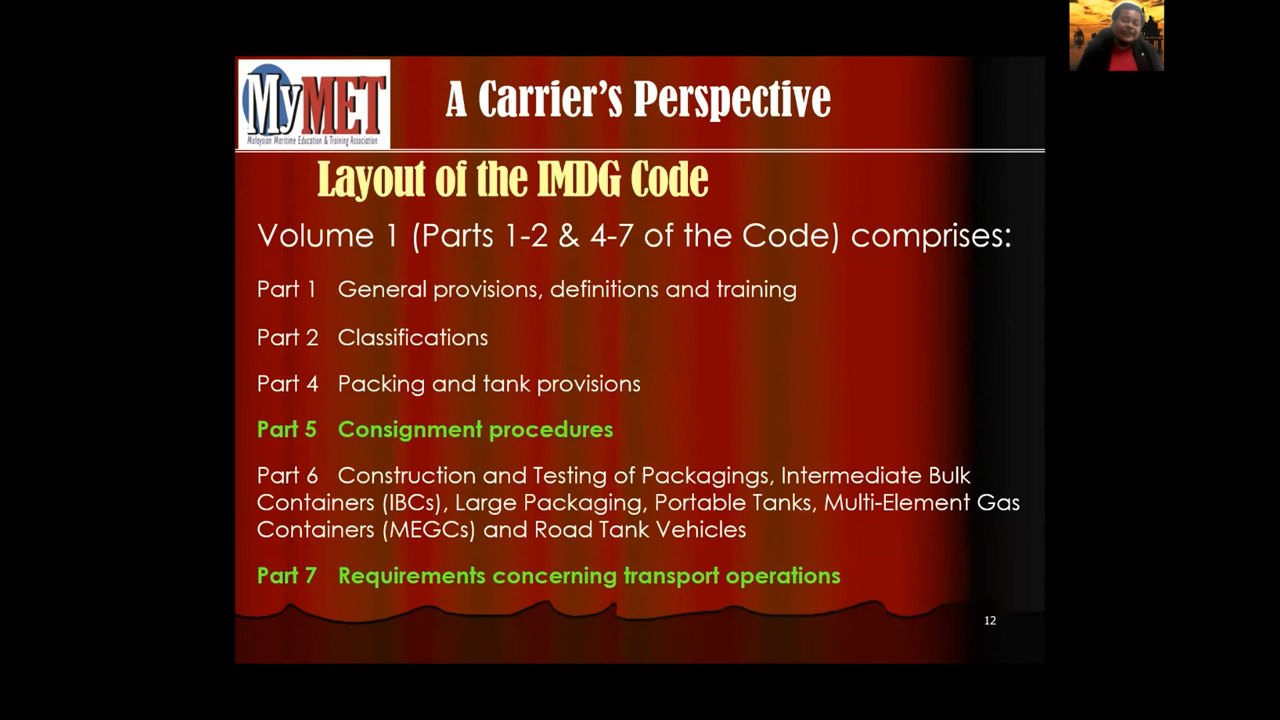 MyMET
Malaysian Maritime Education & Training Association
A Carrier's Perspective
Layout of the IMDG Code
Volume 1 (Parts 1-2 & 4-7 of the Code) comprises:
Part 1 General provisions, definitions and training
Part 2 Classifications
Part 4 Packing and tank provisions
Part 5 Consignment procedures
Part 6 Construction and Testing of Packagings, Intermediate Bulk
Containers (IBCs), Large Packaging, Portable Tanks, Multi-Element Gas
Containers (MEGCs) and Road Tank Vehicles
Part 7 Requirements concerning transport operations
12